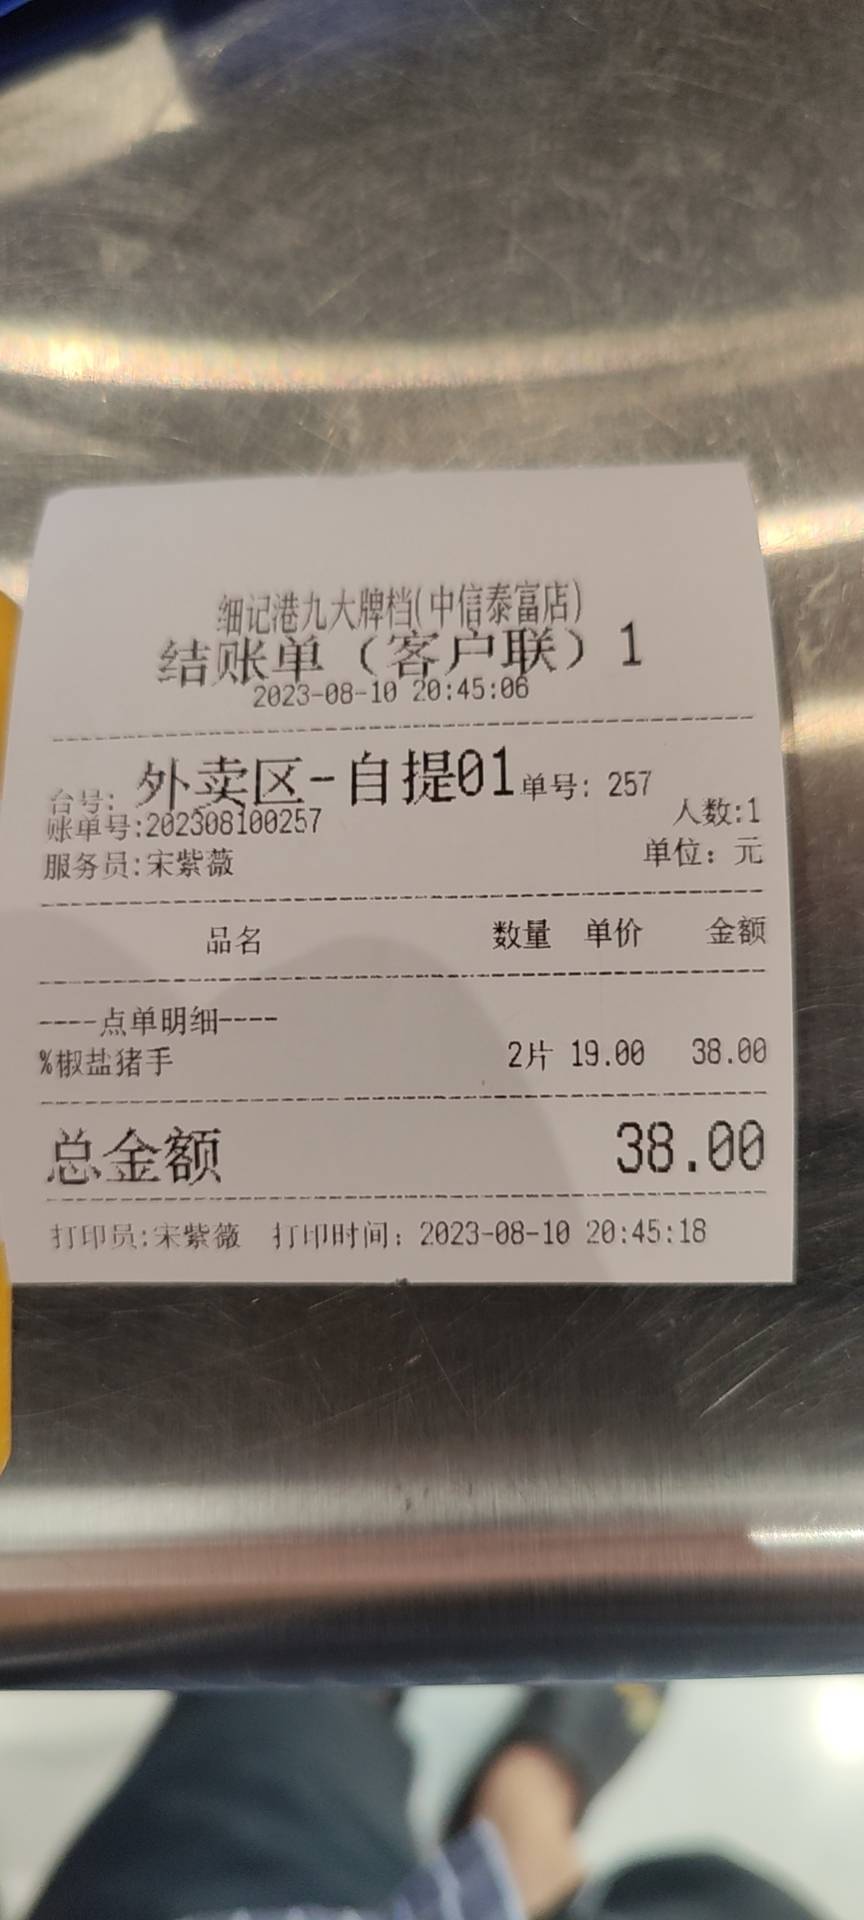 细记港九大牌档(中信泰富店)
结账单（客户联）1
2023-08-10 20:45:06
台号: 外卖区-自提01 单号: 257
账单号:202308100257 人数:1
服务员:宋紫薇 单位: 元
品名 数量 单价 金额
----点单明细----
%椒盐猪手 2片 19.00 38.00
总金额 38.00
打印员:宋紫薇 打印时间: 2023-08-10 20:45:18